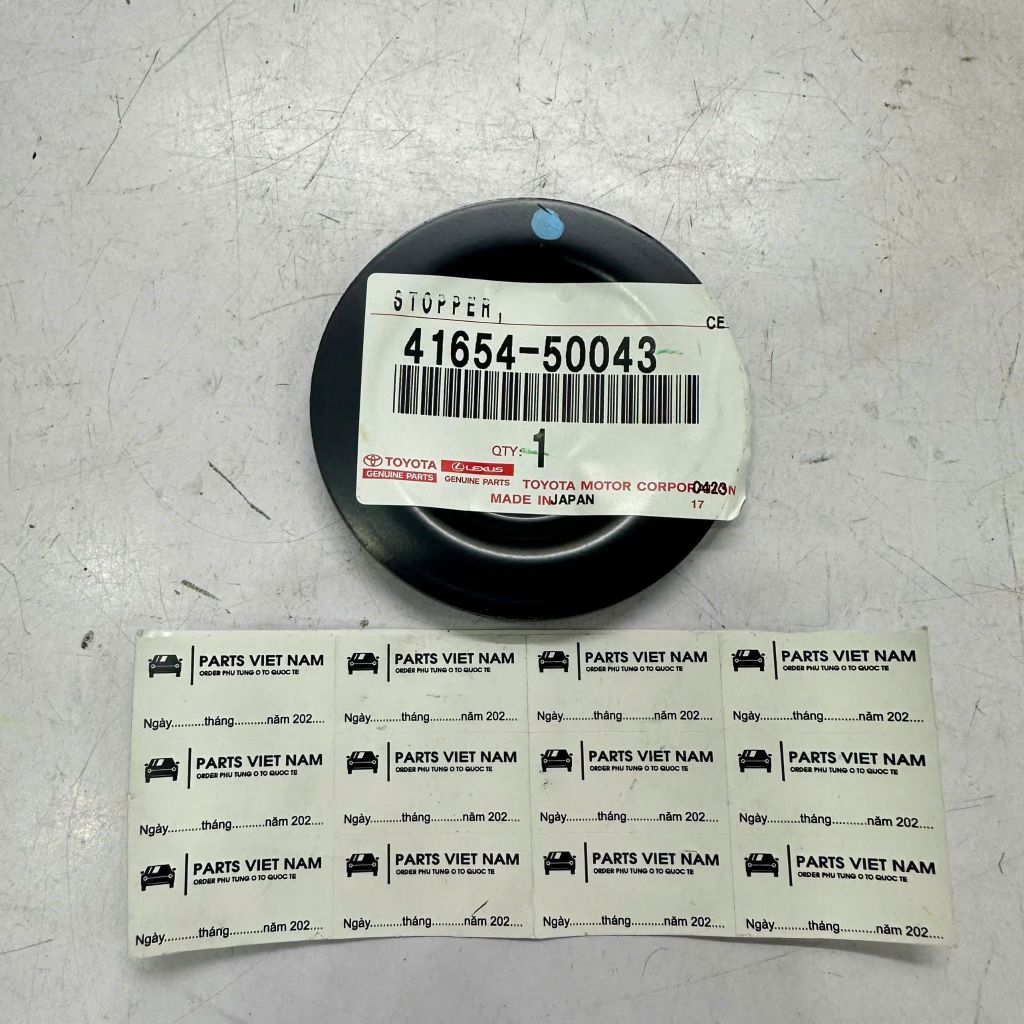 STOPPER,
CE
41654-50043
QTY: 1
TOYOTA LEXUS
GENUINE PARTS GENUINE PARTS
TOYOTA MOTOR CORPORATION 0423
MADE IN JAPAN 17
PARTS VIET NAM PARTS VIET NAM PARTS VIET NAM PARTS VIET NAM
ORDER PHU TUNG O TO QUOC TE ORDER PHU TUNG O TO QUOC TE ORDER PHU TUNG O TO QUOC TE ORDER PHU TUNG O TO QUOC TE
Ngày..........tháng..........năm 202.... Ngày..........tháng..........năm 202.... Ngày..........tháng..........năm 202.... Ngày..........tháng..........năm 202....
PARTS VIET NAM PARTS VIET NAM PARTS VIET NAM PARTS VIET NAM
ORDER PHU TUNG O TO QUOC TE ORDER PHU TUNG O TO QUOC TE ORDER PHU TUNG O TO QUOC TE ORDER PHU TUNG O TO QUOC TE
Ngày..........tháng..........năm 202.... Ngày..........tháng..........năm 202.... Ngày..........tháng..........năm 202.... Ngày..........tháng..........năm 202....
PARTS VIET NAM PARTS VIET NAM PARTS VIET NAM PARTS VIET NAM
ORDER PHU TUNG O TO QUOC TE ORDER PHU TUNG O TO QUOC TE ORDER PHU TUNG O TO QUOC TE ORDER PHU TUNG O TO QUOC TE
Ngày..........tháng..........năm 202.... Ngày..........tháng..........năm 202.... Ngày..........tháng..........năm 202.... Ngày..........tháng..........năm 202....